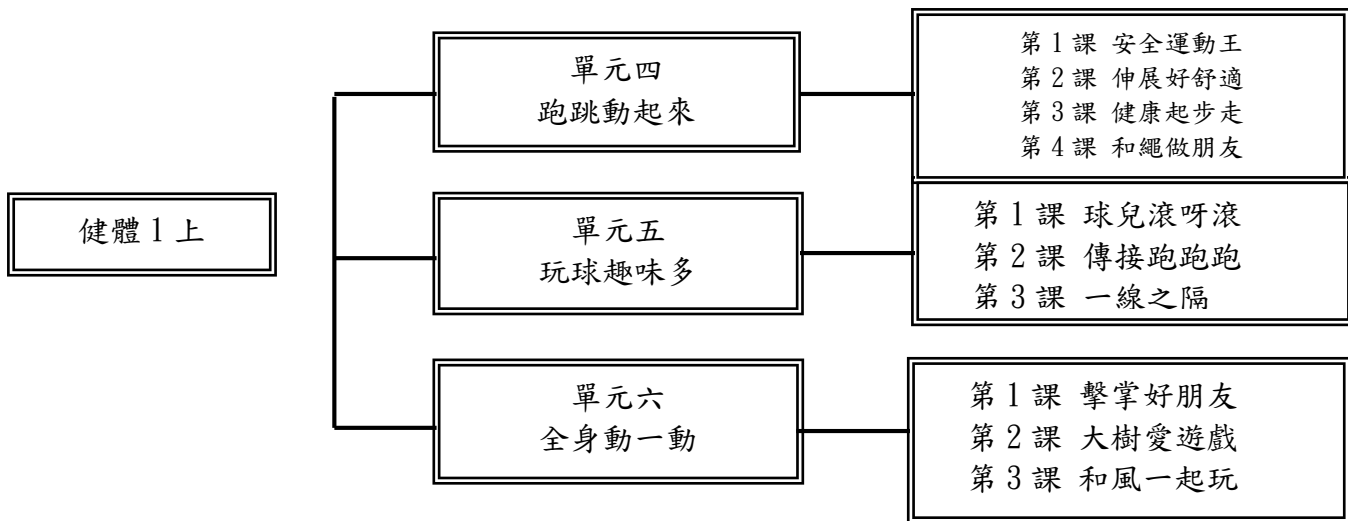 健體1上
單元四
跑跳動起來
第1課 安全運動王
第2課 伸展好舒適
第3課 健康起步走
第4課 和繩做朋友
單元五
玩球趣味多
第1課 球兒滾呀滾
第2課 傳接跑跑跑
第3課 一線之隔
單元六
全身動一動
第1課 擊掌好朋友
第2課 大樹愛遊戲
第3課 和風一起玩